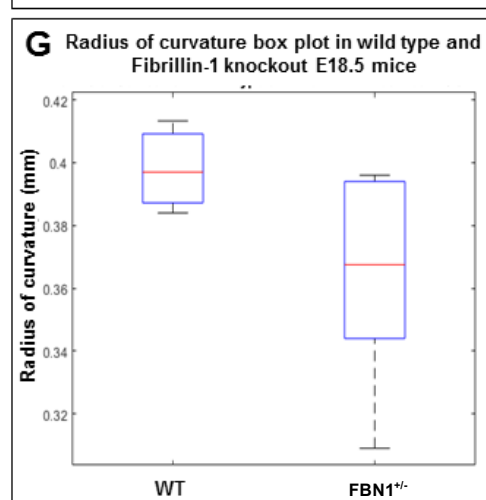 G Radius of curvature box plot in wild type and
Fibrillin-1 knockout E18.5 mice
Radius of curvature (mm)
0.42
0.4
0.38
0.36
0.34
0.32
WT FBN1+/-